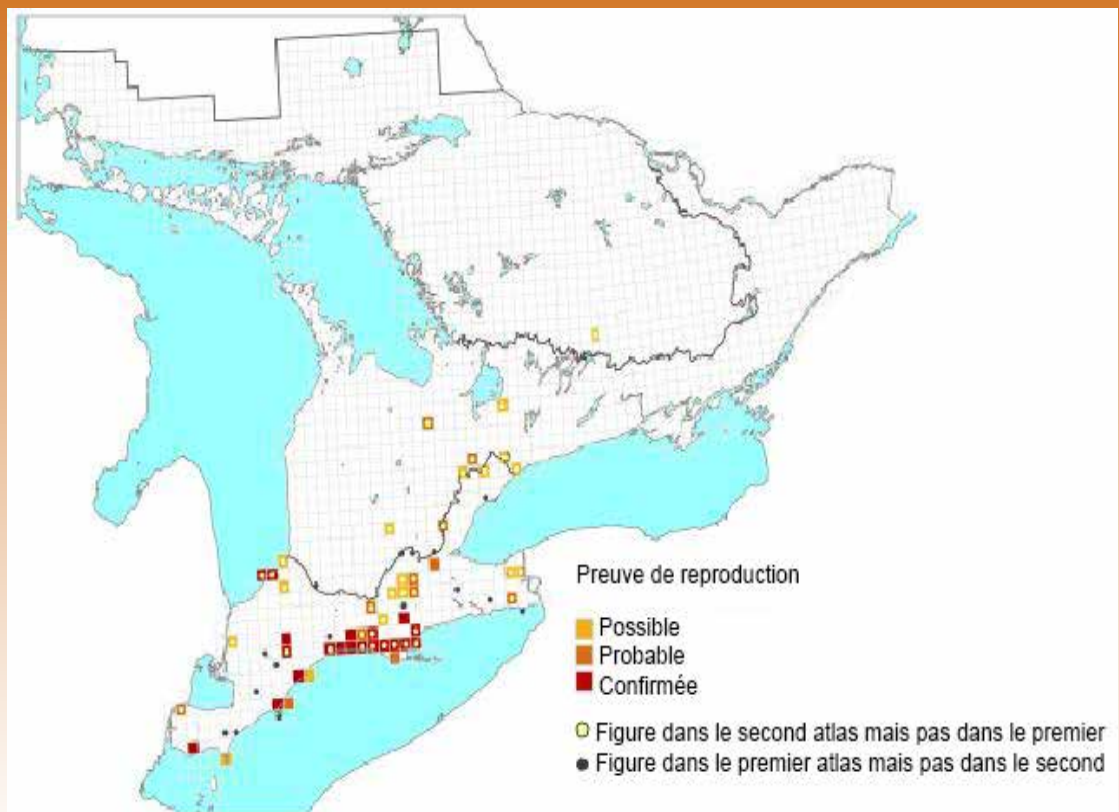 Preuve de reproduction
Possible
Probable
Confirmée
Figure dans le second atlas mais pas dans le premier
Figure dans le premier atlas mais pas dans le second